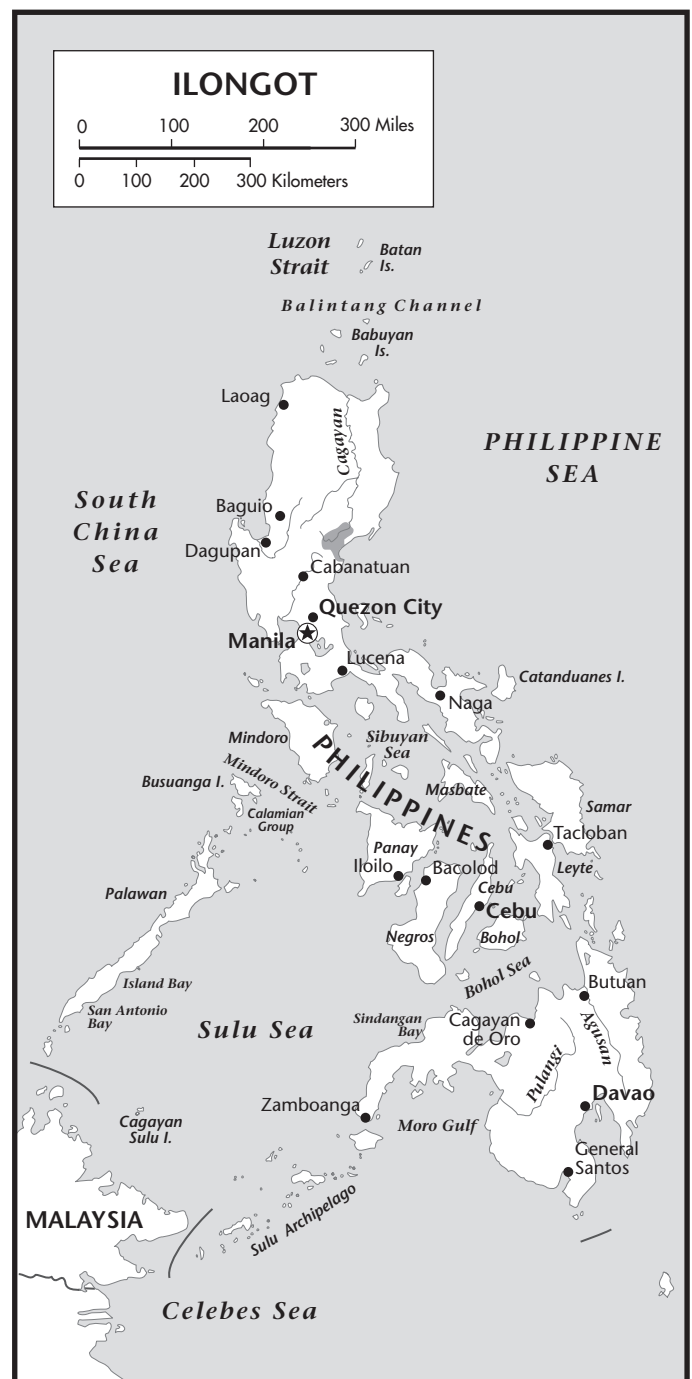 ILONGOT
0 100 200 300 Miles
0 100 200 300 Kilometers
Luzon
Strait
Batan
Is.
Balintang Channel
Babuyan
Is.
Laoag
Cagayan
PHILIPPINE
SEA
South
China
Sea
Baguio
Dagupan
Cabanatuan
Quezon City
Manila
Lucena
Catanduanes I.
Naga
Mindoro
Sibuyan
Sea
PHILIPPINES
Mindoro Strait
Busuanga I.
Calamian
Group
Masbate
Samar
Tacloban
Panay
Iloilo
Bacolod
Leyte
Cebu
Cebu
Palawan
Negros
Bohol
Bohol Sea
Island Bay
San Antonio
Bay
Butuan
Sulu Sea
Sindangan
Bay
Cagayan
de Oro
Agusan
Pulangi
Davao
Zamboanga
Moro Gulf
Cagayan
Sulu I.
General
Santos
Sulu Archipelago
MALAYSIA
Celebes Sea